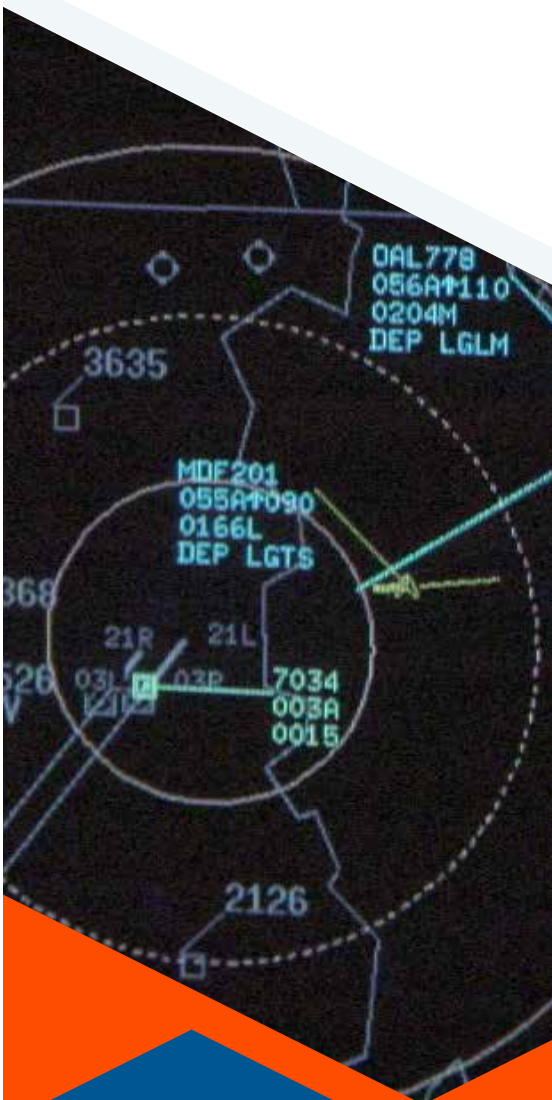 OAL778
056A↑110
0204M
DEP LGLM
3635
MDF201
055A↑090
0166L
DEP LGTS
368
21R 21L
526 03L 03R
V
7034
003A
0015
2126